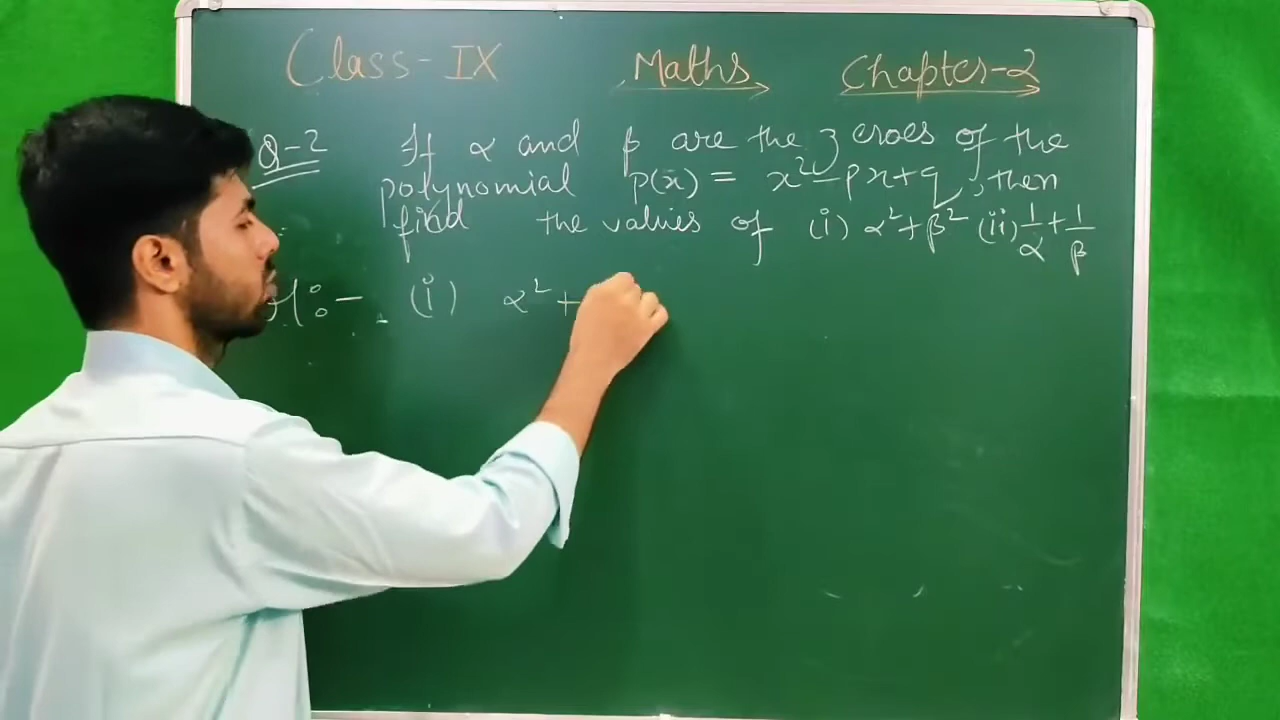 Class-IX Maths Chapter-2
Q-2 If α and β are the zeroes of the
polynomial p(x) = x²-px+q, then
find the values of (i) α²+β² (ii) 1/α + 1/β
:- (i) α²+